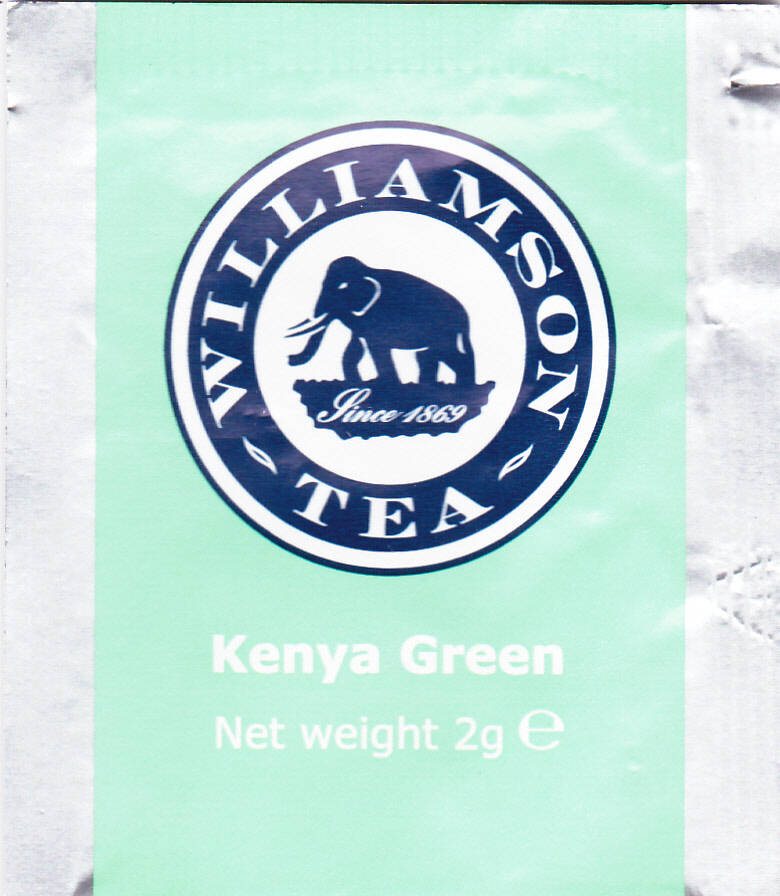 WILLIAMSON
Since 1869
TEA
Kenya Green
Net weight 2g ℮